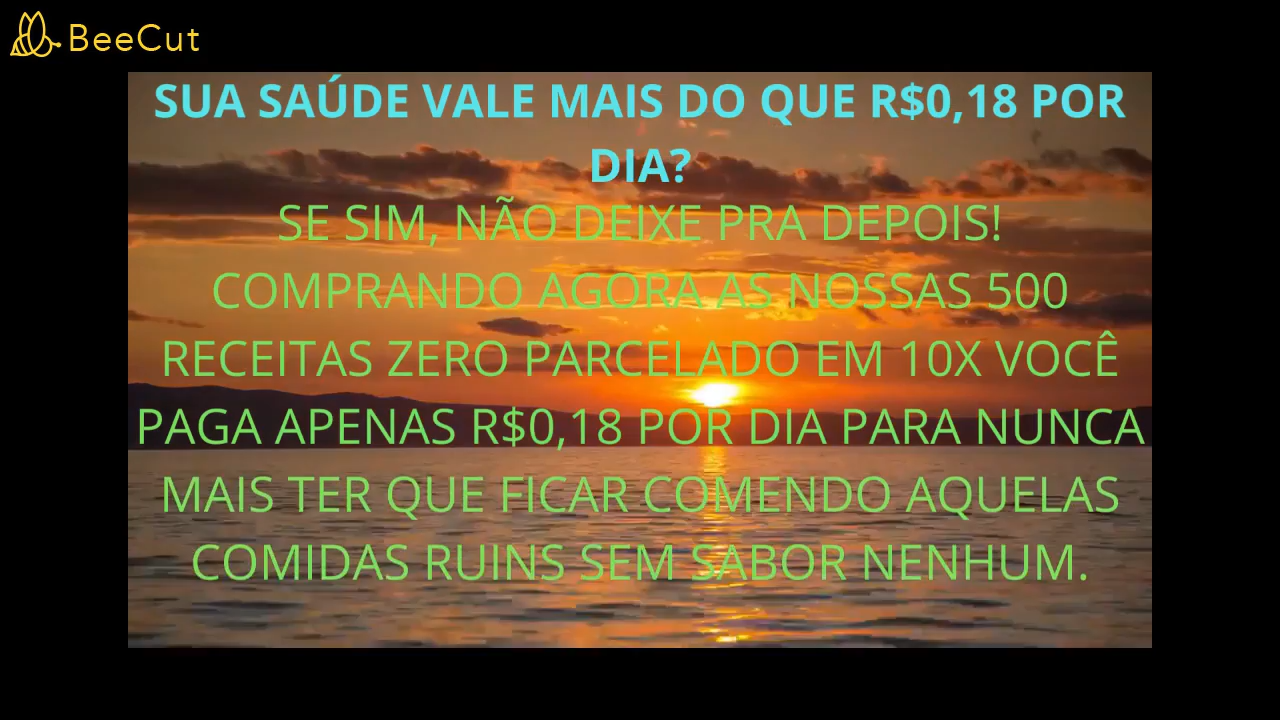 BeeCut
SUA SAÚDE VALE MAIS DO QUE R$0,18 POR
DIA?
SE SIM, NÃO DEIXE PRA DEPOIS!
COMPRANDO AGORA AS NOSSAS 500
RECEITAS ZERO PARCELADO EM 10X VOCÊ
PAGA APENAS R$0,18 POR DIA PARA NUNCA
MAIS TER QUE FICAR COMENDO AQUELAS
COMIDAS RUINS SEM SABOR NENHUM.